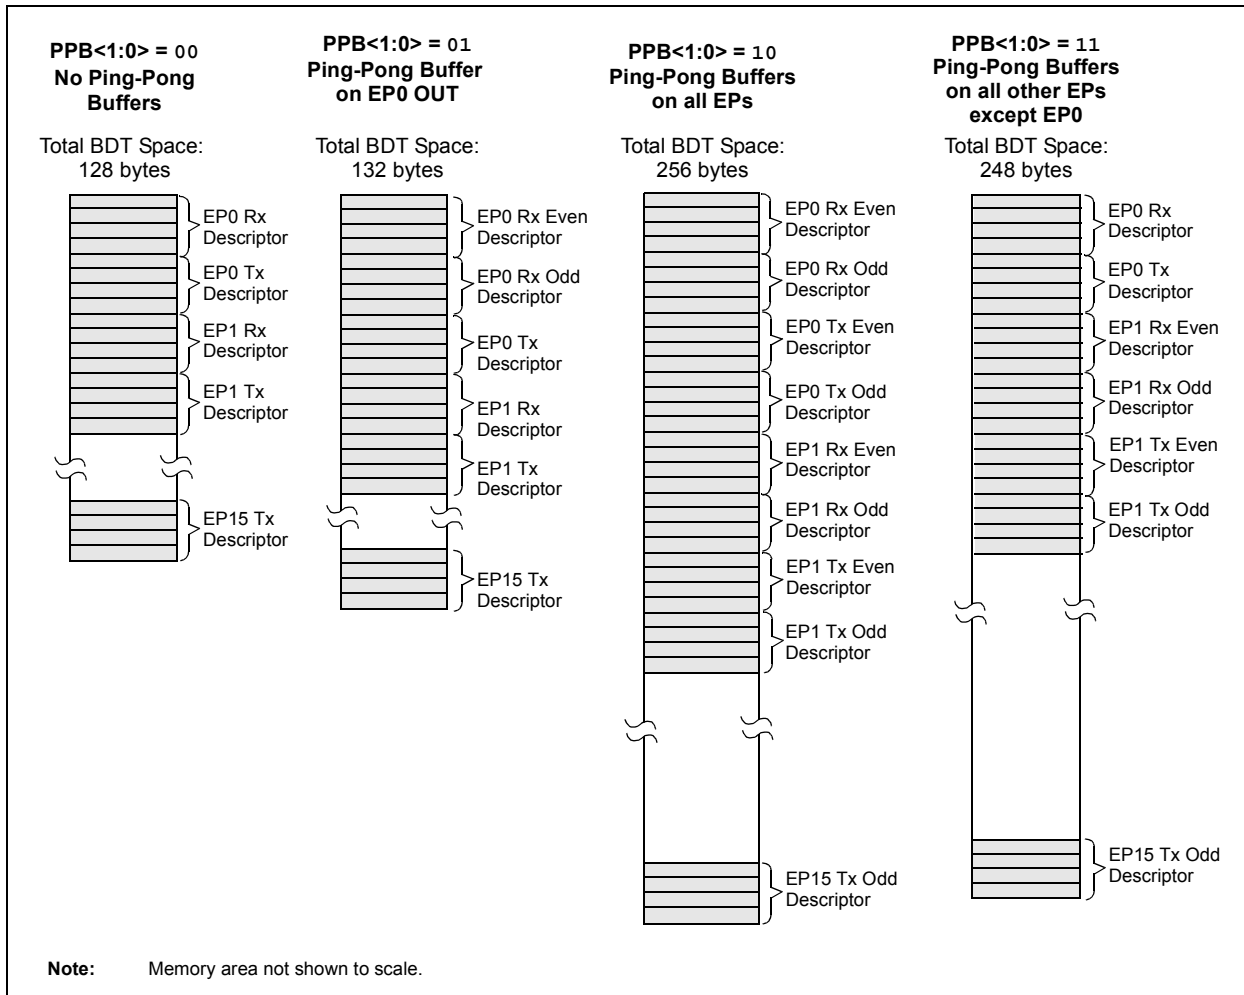 PPB<1:0> = 00
No Ping-Pong
Buffers
Total BDT Space:
128 bytes
EP0 Rx
Descriptor
EP0 Tx
Descriptor
EP1 Rx
Descriptor
EP1 Tx
Descriptor
EP15 Tx
Descriptor
PPB<1:0> = 01
Ping-Pong Buffer
on EP0 OUT
Total BDT Space:
132 bytes
EP0 Rx Even
Descriptor
EP0 Rx Odd
Descriptor
EP0 Tx
Descriptor
EP1 Rx
Descriptor
EP1 Tx
Descriptor
EP15 Tx
Descriptor
PPB<1:0> = 10
Ping-Pong Buffers
on all EPs
Total BDT Space:
256 bytes
EP0 Rx Even
Descriptor
EP0 Rx Odd
Descriptor
EP0 Tx Even
Descriptor
EP0 Tx Odd
Descriptor
EP1 Rx Even
Descriptor
EP1 Rx Odd
Descriptor
EP1 Tx Even
Descriptor
EP1 Tx Odd
Descriptor
EP15 Tx Odd
Descriptor
PPB<1:0> = 11
Ping-Pong Buffers
on all other EPs
except EP0
Total BDT Space:
248 bytes
EP0 Rx
Descriptor
EP0 Tx
Descriptor
EP1 Rx Even
Descriptor
EP1 Rx Odd
Descriptor
EP1 Tx Even
Descriptor
EP1 Tx Odd
Descriptor
EP15 Tx Odd
Descriptor
Note: Memory area not shown to scale.